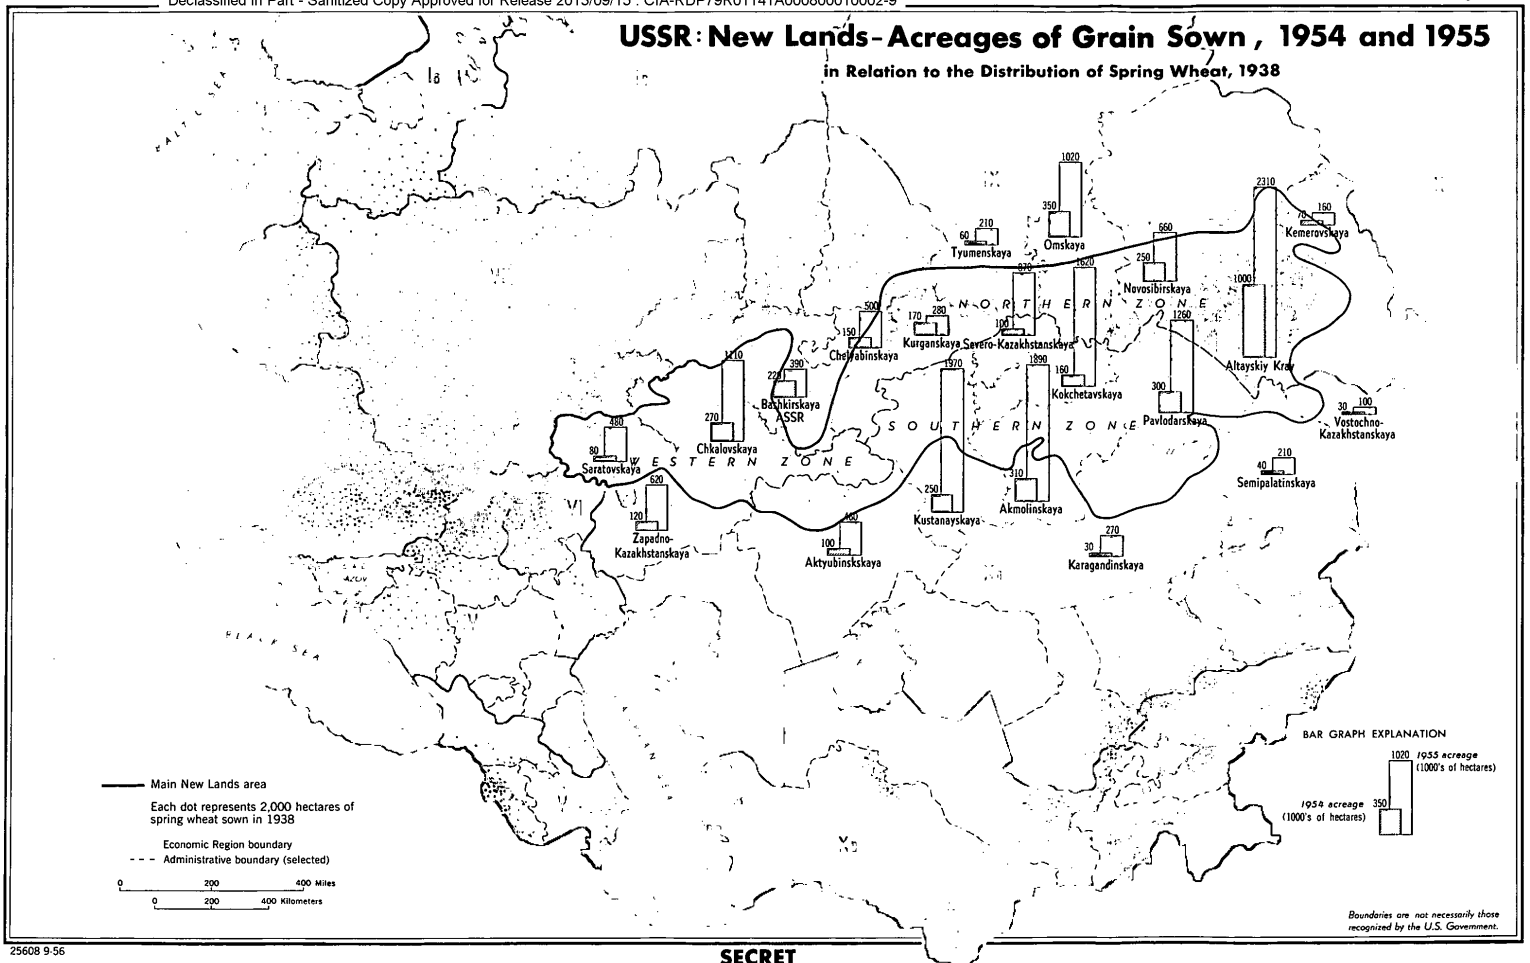 Declassified in Part - Sanitized Copy Approved for Release 2013/09/13 : CIA-RDP79R01141A000800010002-9
USSR: New Lands-Acreages of Grain Sown, 1954 and 1955
in Relation to the Distribution of Spring Wheat, 1938
BALTIC SEA
1020
350
Omskaya
210
60
Tyumenskaya
2310
1000
Altayskiy Kray
160
70
Kemerovskaya
660
250
Novosibirskaya
NORTHERN ZONE
870
100
Severo-Kazakhstanskaya
1620
160
Kokchetavskaya
500
150
Chelyabinskaya
280
170
Kurganskaya
1260
300
Pavlodarskaya
1110
270
Chkalovskaya
390
220
Bashkirskaya
ASSR
1970
250
Kustanayskaya
1890
310
Akmolinskaya
100
30
Vostochno-
Kazakhstanskaya
SOUTHERN ZONE
480
80
Saratovskaya
WESTERN ZONE
210
40
Semipalatinskaya
620
120
Zapadno-
Kazakhstanskaya
VI
100
Aktyubinskskaya
270
30
Karagandinskaya
BLACK SEA
BAR GRAPH EXPLANATION
1020 1955 acreage
(1000's of hectares)
1954 acreage 350
(1000's of hectares)
Main New Lands area
Each dot represents 2,000 hectares of
spring wheat sown in 1938
Economic Region boundary
Administrative boundary (selected)
0 200 400 Miles
0 200 400 Kilometers
Boundaries are not necessarily those
recognized by the U.S. Government.
25608 9-56
SECRET